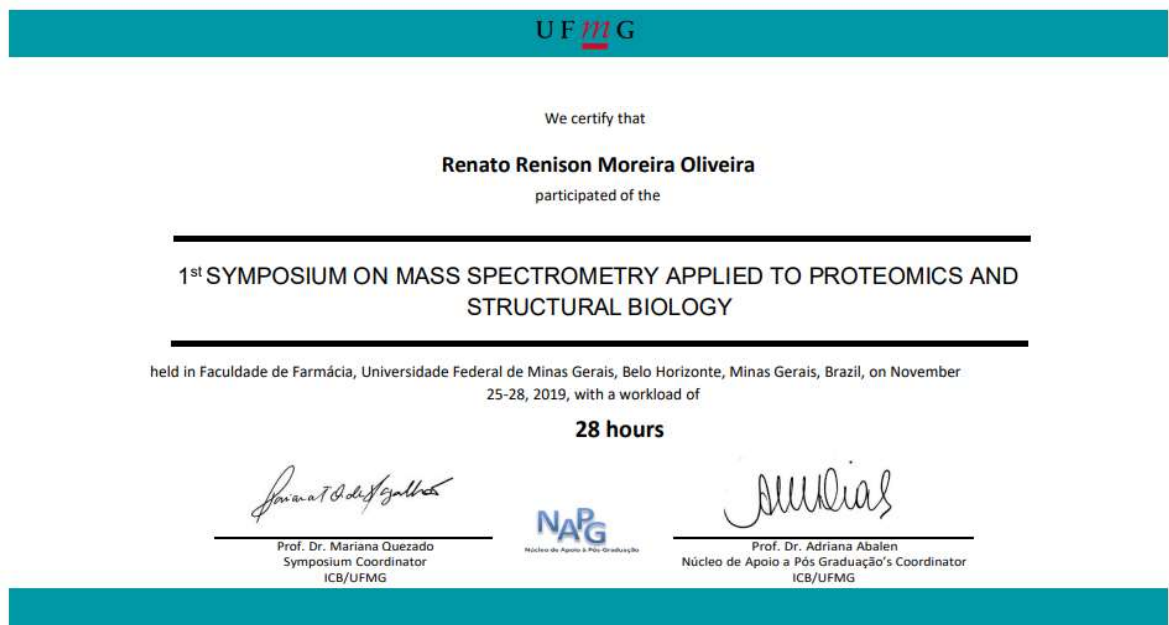 UFmG
We certify that
Renato Renison Moreira Oliveira
participated of the
1st SYMPOSIUM ON MASS SPECTROMETRY APPLIED TO PROTEOMICS AND
STRUCTURAL BIOLOGY
held in Faculdade de Farmácia, Universidade Federal de Minas Gerais, Belo Horizonte, Minas Gerais, Brazil, on November
25-28, 2019, with a workload of
28 hours
NAPG
Núcleo de Apoio à Pós-Graduação
Prof. Dr. Mariana Quezado
Symposium Coordinator
ICB/UFMG
Prof. Dr. Adriana Abalen
Núcleo de Apoio a Pós Graduação's Coordinator
ICB/UFMG